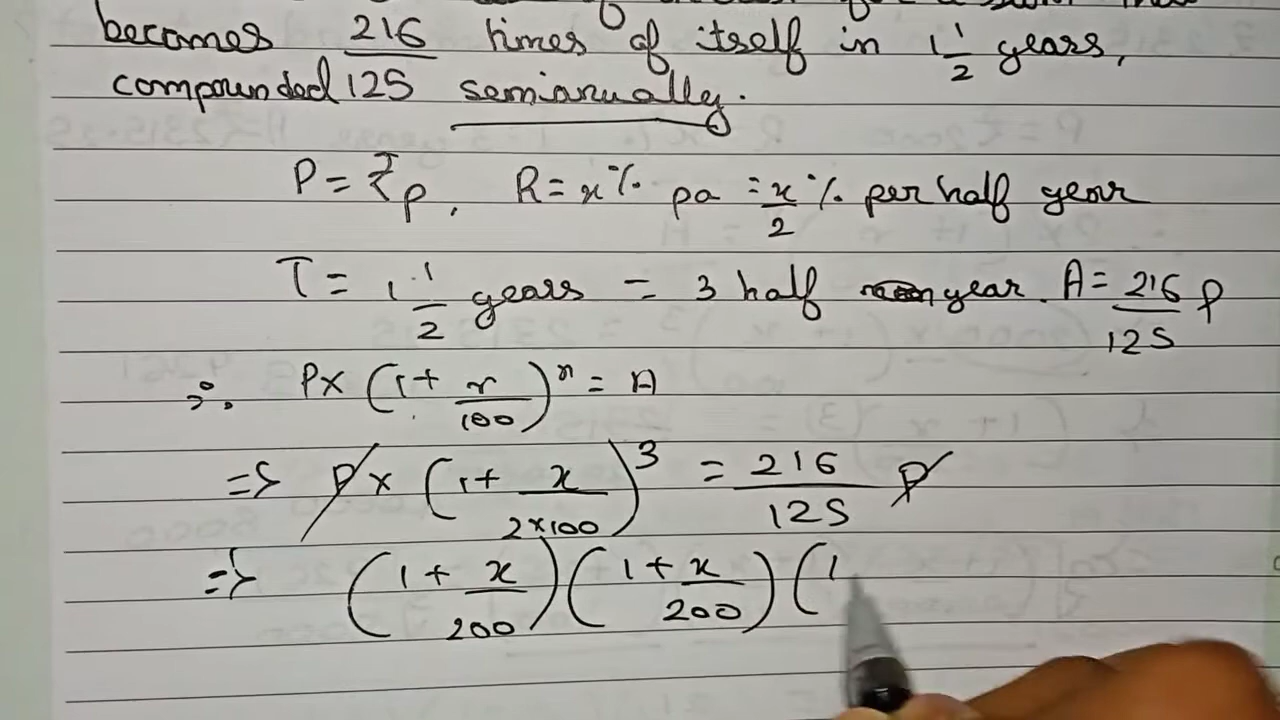 becomes 216 times of itself in 1 1/2 years,
compounded 125 semianually.
P = ₹ p, R = x% pa = x/2 % per half year
T = 1 1/2 years = 3 half year. A = 216/125 P
∴ P× (1 + r/100)^n = A
=> P × (1 + x/2×100)^3 = 216/125 P
=> (1 + x/200) (1 + x/200) (1